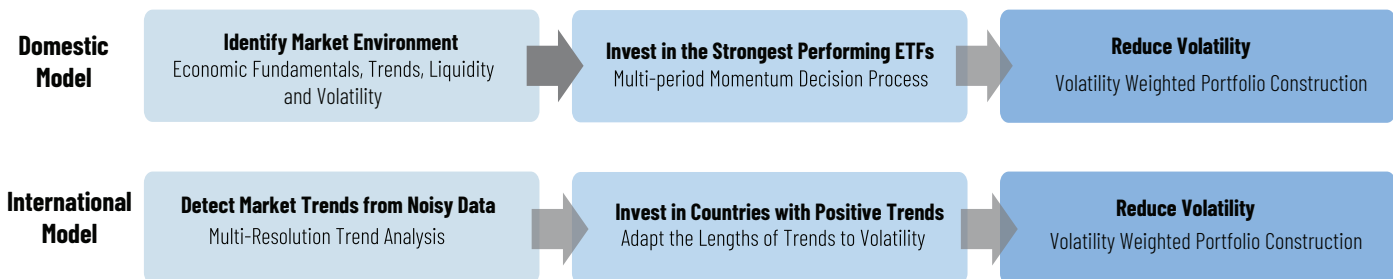 Domestic
Model
Identify Market Environment
Economic Fundamentals, Trends, Liquidity
and Volatility
Invest in the Strongest Performing ETFs
Multi-period Momentum Decision Process
Reduce Volatility
Volatility Weighted Portfolio Construction
International
Model
Detect Market Trends from Noisy Data
Multi-Resolution Trend Analysis
Invest in Countries with Positive Trends
Adapt the Lengths of Trends to Volatility
Reduce Volatility
Volatility Weighted Portfolio Construction